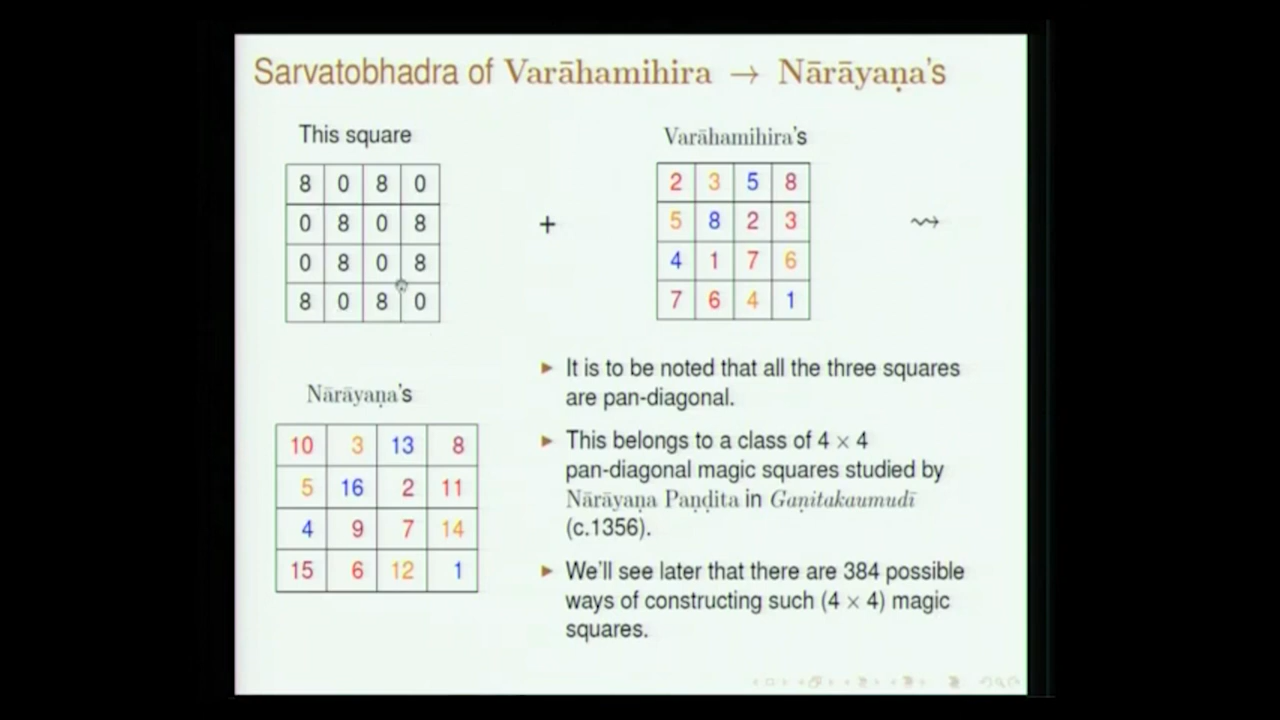 Sarvatobhadra of Varāhamihira → Nārāyaṇa's
This square
8 0 8 0
0 8 0 8
0 8 0 8
8 0 8 0
+
Varāhamihira's
2 3 5 8
5 8 2 3
4 1 7 6
7 6 4 1
⇝
Nārāyaṇa's
10 3 13 8
5 16 2 11
4 9 7 14
15 6 12 1
► It is to be noted that all the three squares
are pan-diagonal.
► This belongs to a class of 4 × 4
pan-diagonal magic squares studied by
Nārāyaṇa Paṇḍita in Gaṇitakaumudī
(c.1356).
► We'll see later that there are 384 possible
ways of constructing such (4 × 4) magic
squares.